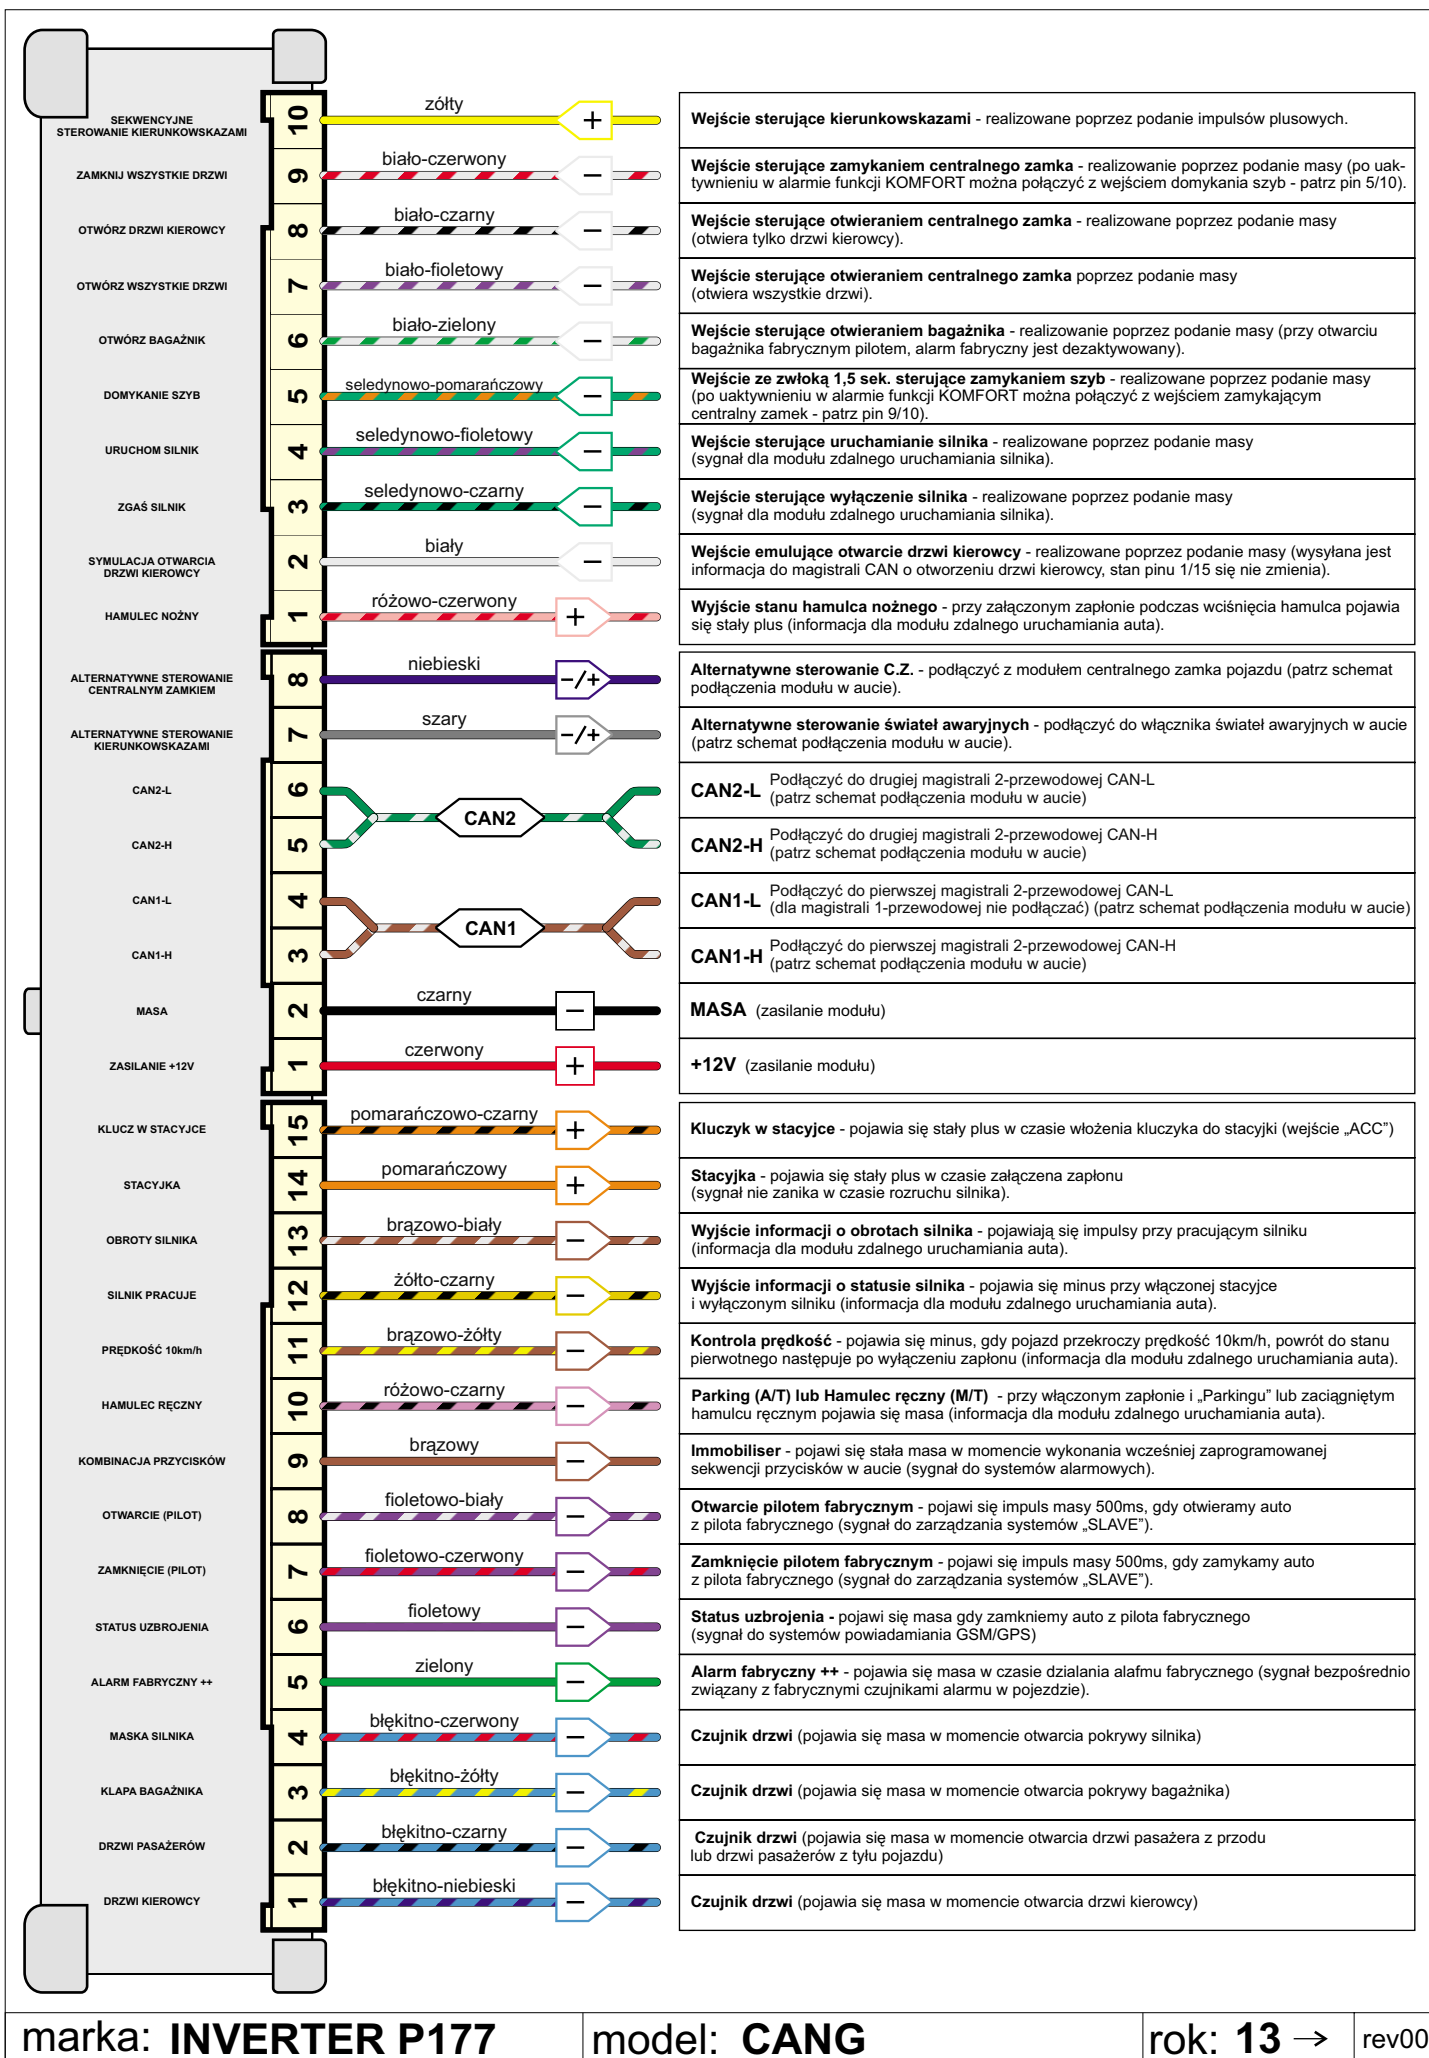 SEKWENCYJNE
STEROWANIE KIERUNKOWSKAZAMI
10
zółty
+
Wejście sterujące kierunkowskazami - realizowane poprzez podanie impulsów plusowych.
ZAMKNIJ WSZYSTKIE DRZWI
9
biało-czerwony
−
Wejście sterujące zamykaniem centralnego zamka - realizowanie poprzez podanie masy (po uak-
tywnieniu w alarmie funkcji KOMFORT można połączyć z wejściem domykania szyb - patrz pin 5/10).
OTWÓRZ DRZWI KIEROWCY
8
biało-czarny
−
Wejście sterujące otwieraniem centralnego zamka - realizowane poprzez podanie masy
(otwiera tylko drzwi kierowcy).
OTWÓRZ WSZYSTKIE DRZWI
7
biało-fioletowy
−
Wejście sterujące otwieraniem centralnego zamka poprzez podanie masy
(otwiera wszystkie drzwi).
OTWÓRZ BAGAŻNIK
6
biało-zielony
−
Wejście sterujące otwieraniem bagażnika - realizowanie poprzez podanie masy (przy otwarciu
bagażnika fabrycznym pilotem, alarm fabryczny jest dezaktywowany).
DOMYKANIE SZYB
5
seledynowo-pomarańczowy
−
Wejście ze zwłoką 1,5 sek. sterujące zamykaniem szyb - realizowane poprzez podanie masy
(po uaktywnieniu w alarmie funkcji KOMFORT można połączyć z wejściem zamykającym
centralny zamek - patrz pin 9/10).
URUCHOM SILNIK
4
seledynowo-fioletowy
−
Wejście sterujące uruchamianie silnika - realizowane poprzez podanie masy
(sygnał dla modułu zdalnego uruchamiania silnika).
ZGAŚ SILNIK
3
seledynowo-czarny
−
Wejście sterujące wyłączenie silnika - realizowane poprzez podanie masy
(sygnał dla modułu zdalnego uruchamiania silnika).
SYMULACJA OTWARCIA
DRZWI KIEROWCY
2
biały
−
Wejście emulujące otwarcie drzwi kierowcy - realizowane poprzez podanie masy (wysyłana jest
informacja do magistrali CAN o otworzeniu drzwi kierowcy, stan pinu 1/15 się nie zmienia).
HAMULEC NOŻNY
1
różowo-czerwony
+
Wyjście stanu hamulca nożnego - przy załączonym zapłonie podczas wciśnięcia hamulca pojawia
się stały plus (informacja dla modułu zdalnego uruchamiania auta).
ALTERNATYWNE STEROWANIE
CENTRALNYM ZAMKIEM
8
niebieski
−/+
Alternatywne sterowanie C.Z. - podłączyć z modułem centralnego zamka pojazdu (patrz schemat
podłączenia modułu w aucie).
ALTERNATYWNE STEROWANIE
KIERUNKOWSKAZAMI
7
szary
−/+
Alternatywne sterowanie świateł awaryjnych - podłączyć do włącznika świateł awaryjnych w aucie
(patrz schemat podłączenia modułu w aucie).
CAN2-L
6
CAN2-L Podłączyć do drugiej magistrali 2-przewodowej CAN-L
(patrz schemat podłączenia modułu w aucie)
CAN2
CAN2-H
5
CAN2-H Podłączyć do drugiej magistrali 2-przewodowej CAN-H
(patrz schemat podłączenia modułu w aucie)
CAN1-L
4
CAN1-L Podłączyć do pierwszej magistrali 2-przewodowej CAN-L
(dla magistrali 1-przewodowej nie podłączać) (patrz schemat podłączenia modułu w aucie)
CAN1
CAN1-H
3
CAN1-H Podłączyć do pierwszej magistrali 2-przewodowej CAN-H
(patrz schemat podłączenia modułu w aucie)
MASA
2
czarny
−
MASA (zasilanie modułu)
ZASILANIE +12V
1
czerwony
+
+12V (zasilanie modułu)
KLUCZ W STACYJCE
15
pomarańczowo-czarny
+
Kluczyk w stacyjce - pojawia się stały plus w czasie włożenia kluczyka do stacyjki (wejście „ACC”)
STACYJKA
14
pomarańczowy
+
Stacyjka - pojawia się stały plus w czasie załączena zapłonu
(sygnał nie zanika w czasie rozruchu silnika).
OBROTY SILNIKA
13
brązowo-biały
−
Wyjście informacji o obrotach silnika - pojawiają się impulsy przy pracującym silniku
(informacja dla modułu zdalnego uruchamiania auta).
SILNIK PRACUJE
12
żółto-czarny
−
Wyjście informacji o statusie silnika - pojawia się minus przy włączonej stacyjce
i wyłączonym silniku (informacja dla modułu zdalnego uruchamiania auta).
PRĘDKOŚĆ 10km/h
11
brązowo-żółty
−
Kontrola prędkość - pojawia się minus, gdy pojazd przekroczy prędkość 10km/h, powrót do stanu
pierwotnego następuje po wyłączeniu zapłonu (informacja dla modułu zdalnego uruchamiania auta).
HAMULEC RĘCZNY
10
różowo-czarny
−
Parking (A/T) lub Hamulec ręczny (M/T) - przy włączonym zapłonie i „Parkingu” lub zaciągniętym
hamulcu ręcznym pojawia się masa (informacja dla modułu zdalnego uruchamiania auta).
KOMBINACJA PRZYCISKÓW
9
brązowy
−
Immobiliser - pojawi się stała masa w momencie wykonania wcześniej zaprogramowanej
sekwencji przycisków w aucie (sygnał do systemów alarmowych).
OTWARCIE (PILOT)
8
fioletowo-biały
−
Otwarcie pilotem fabrycznym - pojawi się impuls masy 500ms, gdy otwieramy auto
z pilota fabrycznego (sygnał do zarządzania systemów „SLAVE”).
ZAMKNIĘCIE (PILOT)
7
fioletowo-czerwony
−
Zamknięcie pilotem fabrycznym - pojawi się impuls masy 500ms, gdy zamykamy auto
z pilota fabrycznego (sygnał do zarządzania systemów „SLAVE”).
STATUS UZBROJENIA
6
fioletowy
−
Status uzbrojenia - pojawi się masa gdy zamkniemy auto z pilota fabrycznego
(sygnał do systemów powiadamiania GSM/GPS)
ALARM FABRYCZNY ++
5
zielony
−
Alarm fabryczny ++ - pojawia się masa w czasie dzialania alafmu fabrycznego (sygnał bezpośrednio
związany z fabrycznymi czujnikami alarmu w pojezdzie).
MASKA SILNIKA
4
błękitno-czerwony
−
Czujnik drzwi (pojawia się masa w momencie otwarcia pokrywy silnika)
KLAPA BAGAŻNIKA
3
błękitno-żółty
−
Czujnik drzwi (pojawia się masa w momencie otwarcia pokrywy bagażnika)
DRZWI PASAŻERÓW
2
błękitno-czarny
−
Czujnik drzwi (pojawia się masa w momencie otwarcia drzwi pasażera z przodu
lub drzwi pasażerów z tyłu pojazdu)
DRZWI KIEROWCY
1
błękitno-niebieski
−
Czujnik drzwi (pojawia się masa w momencie otwarcia drzwi kierowcy)
marka: INVERTER P177
model: CANG
rok: 13 →
rev00